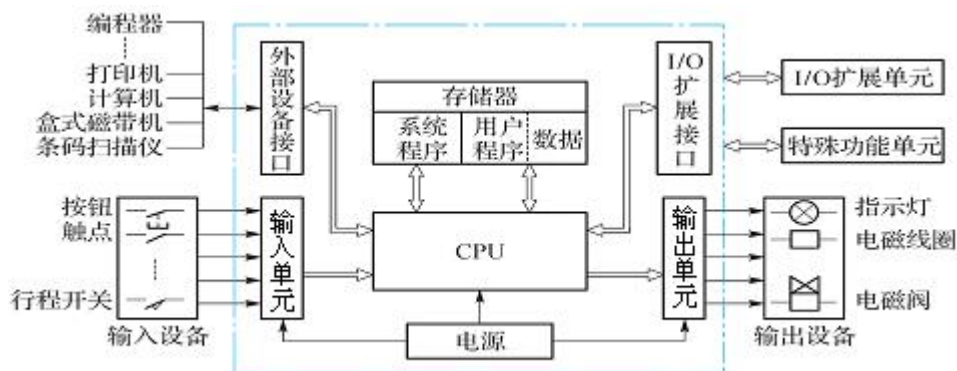 编程器
打印机
计算机
盒式磁带机
条码扫描仪
外部设备接口
存储器
系统程序
用户程序
数据
I/O扩展接口
I/O扩展单元
特殊功能单元
按钮
触点
行程开关
输入设备
输入单元
CPU
输出单元
电源
指示灯
电磁线圈
电磁阀
输出设备